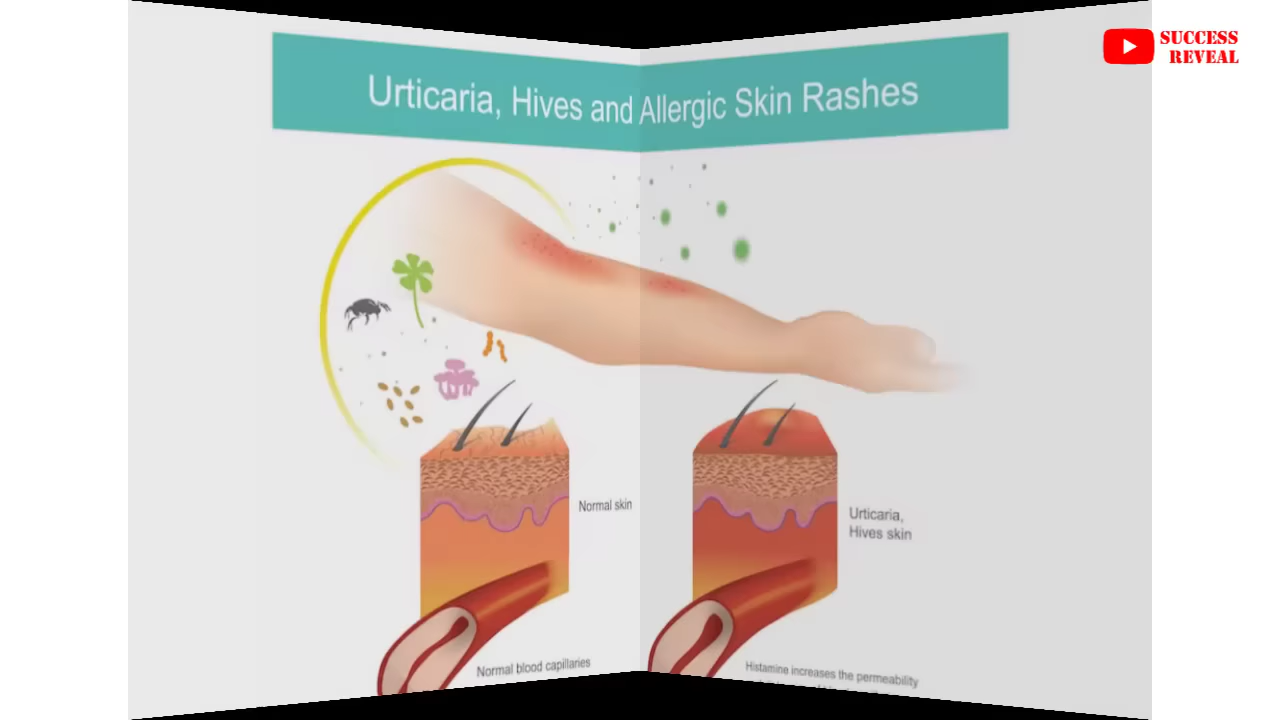 SUCCESS
REVEAL
Urticaria, Hives and Allergic Skin Rashes
Normal skin
Urticaria,
Hives skin
Normal blood capillaries
Histamine increases the permeability